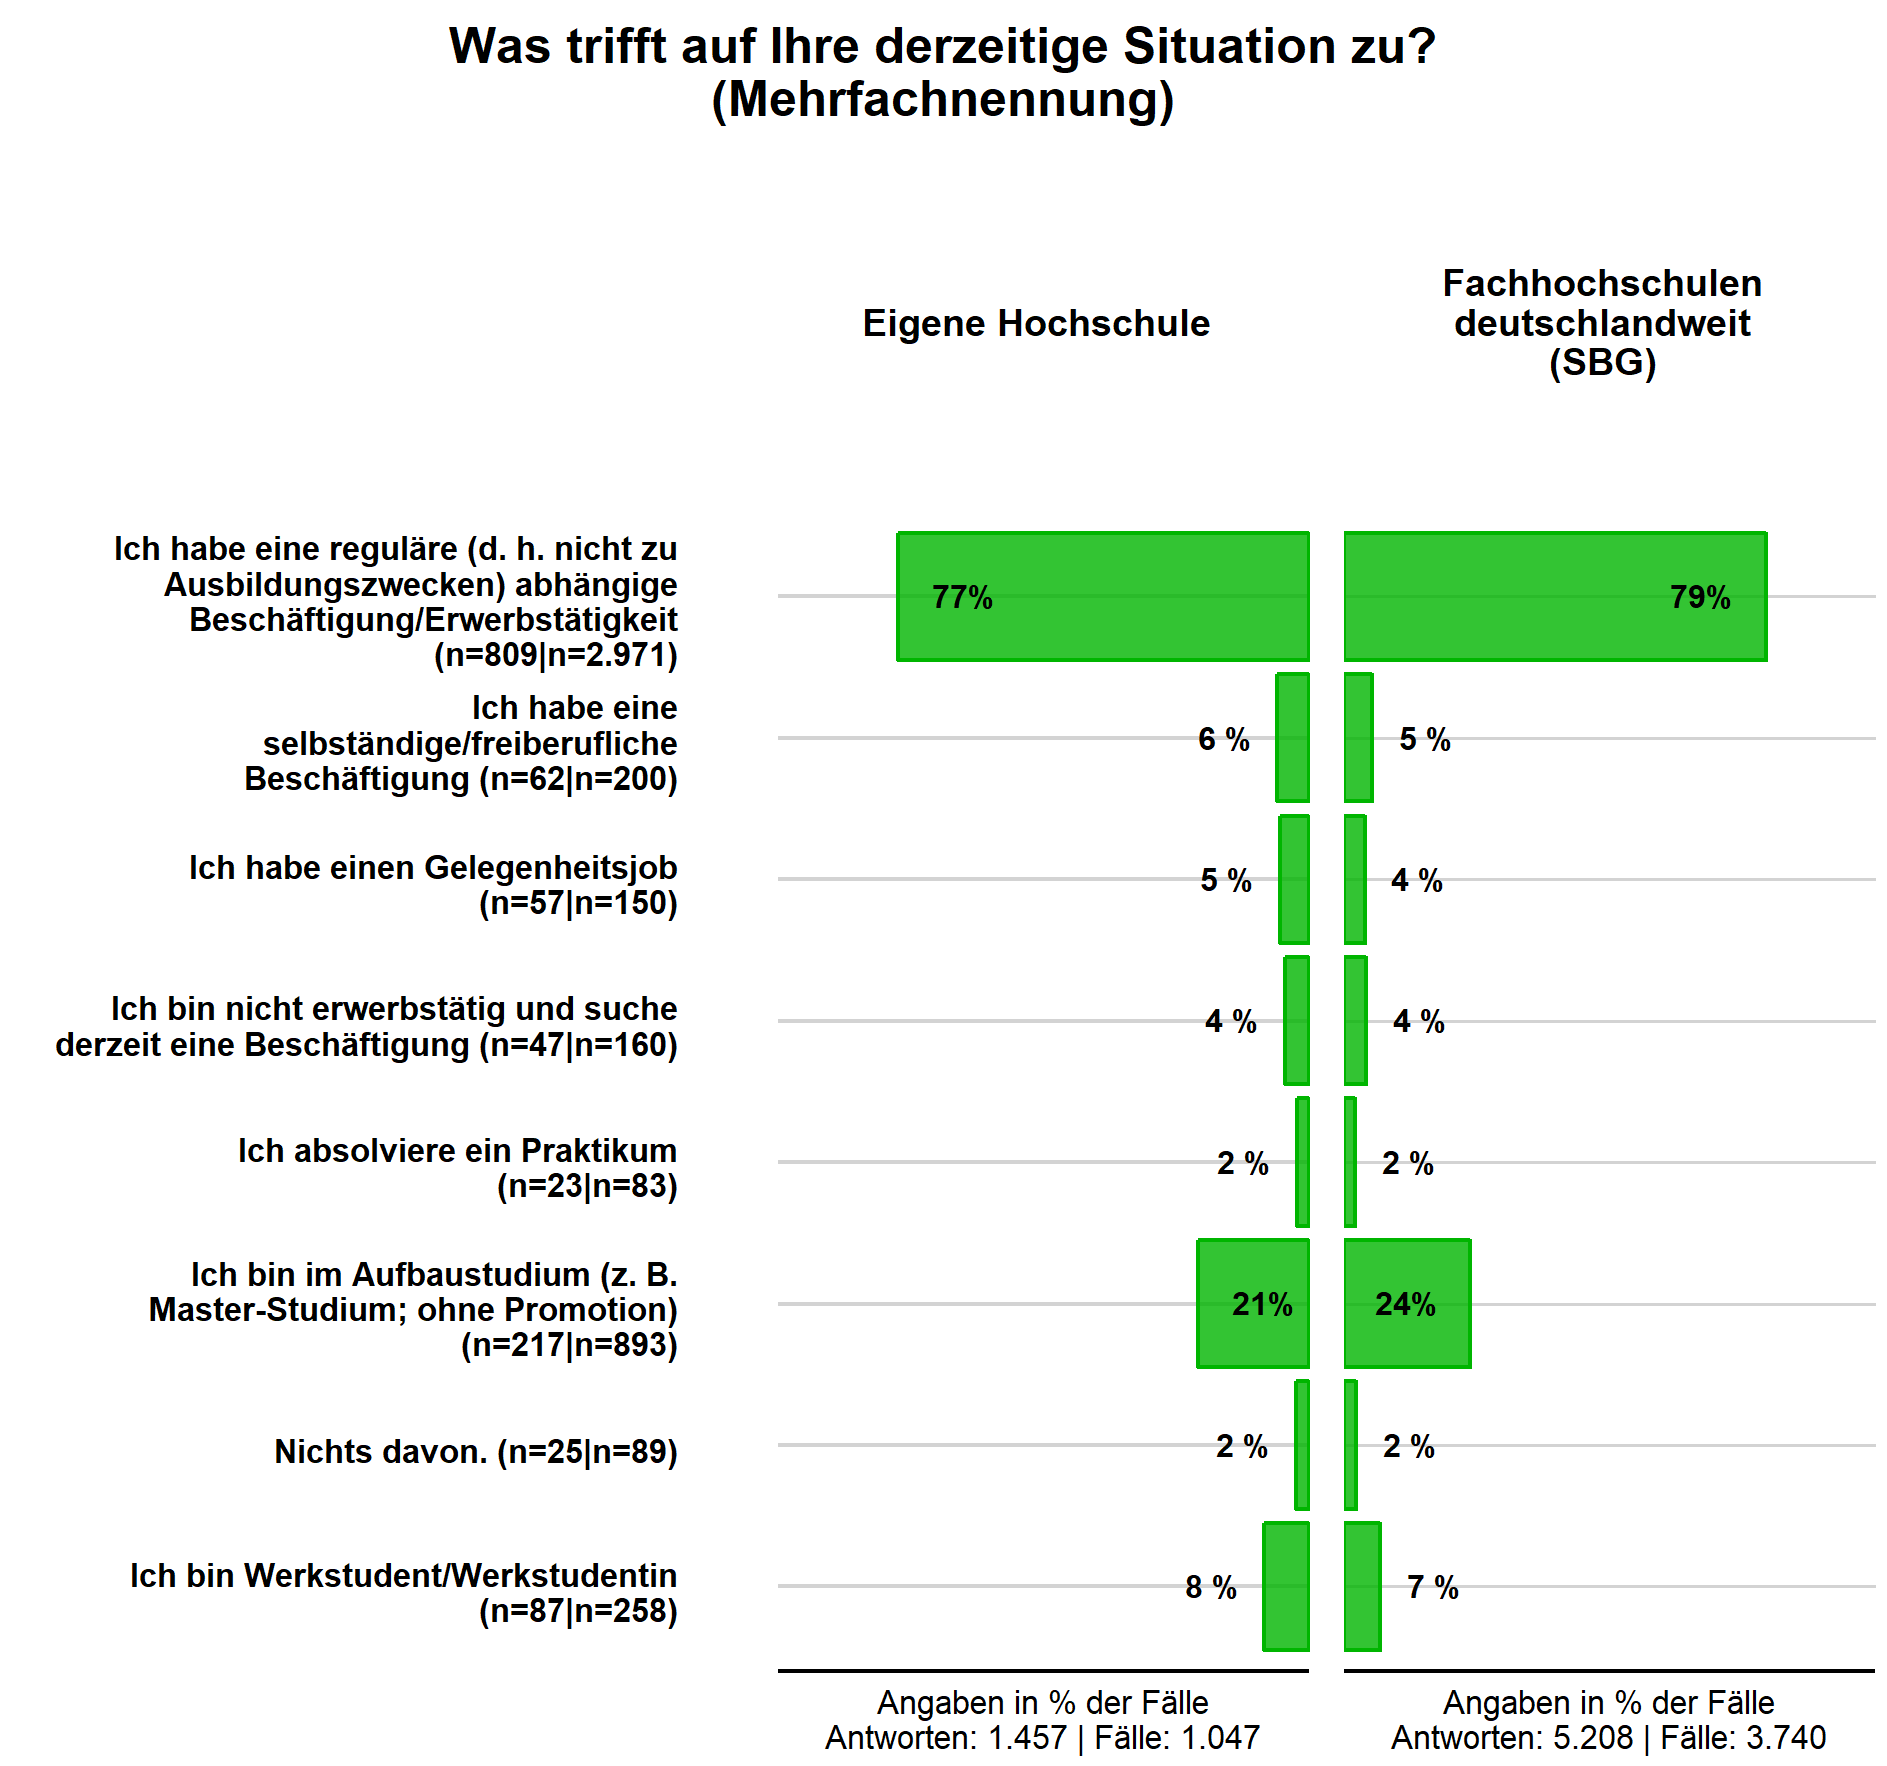 Was trifft auf Ihre derzeitige Situation zu?
(Mehrfachnennung)
Eigene Hochschule
Fachhochschulen
deutschlandweit
(SBG)
Ich habe eine reguläre (d. h. nicht zu
Ausbildungszwecken) abhängige
Beschäftigung/Erwerbstätigkeit
(n=809|n=2.971)
77%
79%
Ich habe eine
selbständige/freiberufliche
Beschäftigung (n=62|n=200)
6 %
5 %
Ich habe einen Gelegenheitsjob
(n=57|n=150)
5 %
4 %
Ich bin nicht erwerbstätig und suche
derzeit eine Beschäftigung (n=47|n=160)
4 %
4 %
Ich absolviere ein Praktikum
(n=23|n=83)
2 %
2 %
Ich bin im Aufbaustudium (z. B.
Master-Studium; ohne Promotion)
(n=217|n=893)
21%
24%
Nichts davon. (n=25|n=89)
2 %
2 %
Ich bin Werkstudent/Werkstudentin
(n=87|n=258)
8 %
7 %
Angaben in % der Fälle
Antworten: 1.457 | Fälle: 1.047
Angaben in % der Fälle
Antworten: 5.208 | Fälle: 3.740